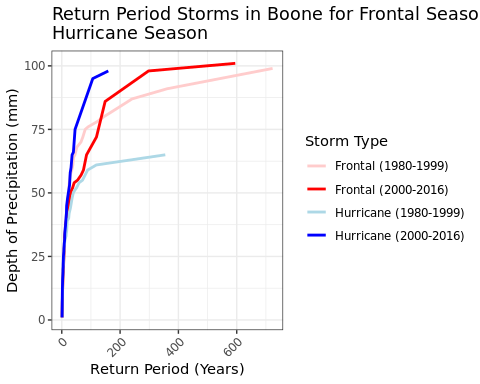 Return Period Storms in Boone for Frontal Seaso
Hurricane Season
Depth of Precipitation (mm)
100
75
50
25
0
0
200
400
600
Return Period (Years)
Storm Type
Frontal (1980-1999)
Frontal (2000-2016)
Hurricane (1980-1999)
Hurricane (2000-2016)